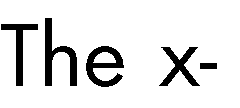 The x-